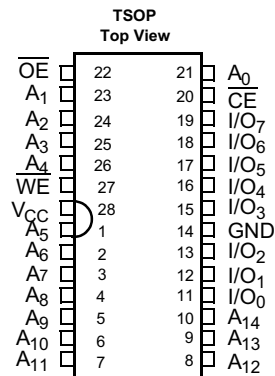 TSOP
Top View
OE 22 21 A0
A1 23 20 CE
A2 24 19 I/O7
A3 25 18 I/O6
A4 26 17 I/O5
WE 27 16 I/O4
VCC 28 15 I/O3
A5 1 14 GND
A6 2 13 I/O2
A7 3 12 I/O1
A8 4 11 I/O0
A9 5 10 A14
A10 6 9 A13
A11 7 8 A12